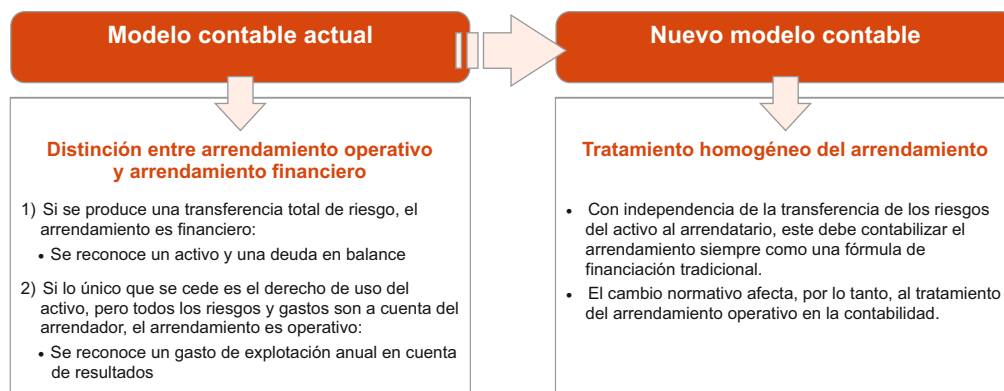 Modelo contable actual
Nuevo modelo contable
Distinción entre arrendamiento operativo
y arrendamiento financiero
1) Si se produce una transferencia total de riesgo, el
arrendamiento es financiero:
• Se reconoce un activo y una deuda en balance
2) Si lo único que se cede es el derecho de uso del
activo, pero todos los riesgos y gastos son a cuenta del
arrendador, el arrendamiento es operativo:
• Se reconoce un gasto de explotación anual en cuenta
de resultados
Tratamiento homogéneo del arrendamiento
• Con independencia de la transferencia de los riesgos
del activo al arrendatario, este debe contabilizar el
arrendamiento siempre como una fórmula de
financiación tradicional.
• El cambio normativo afecta, por lo tanto, al tratamiento
del arrendamiento operativo en la contabilidad.